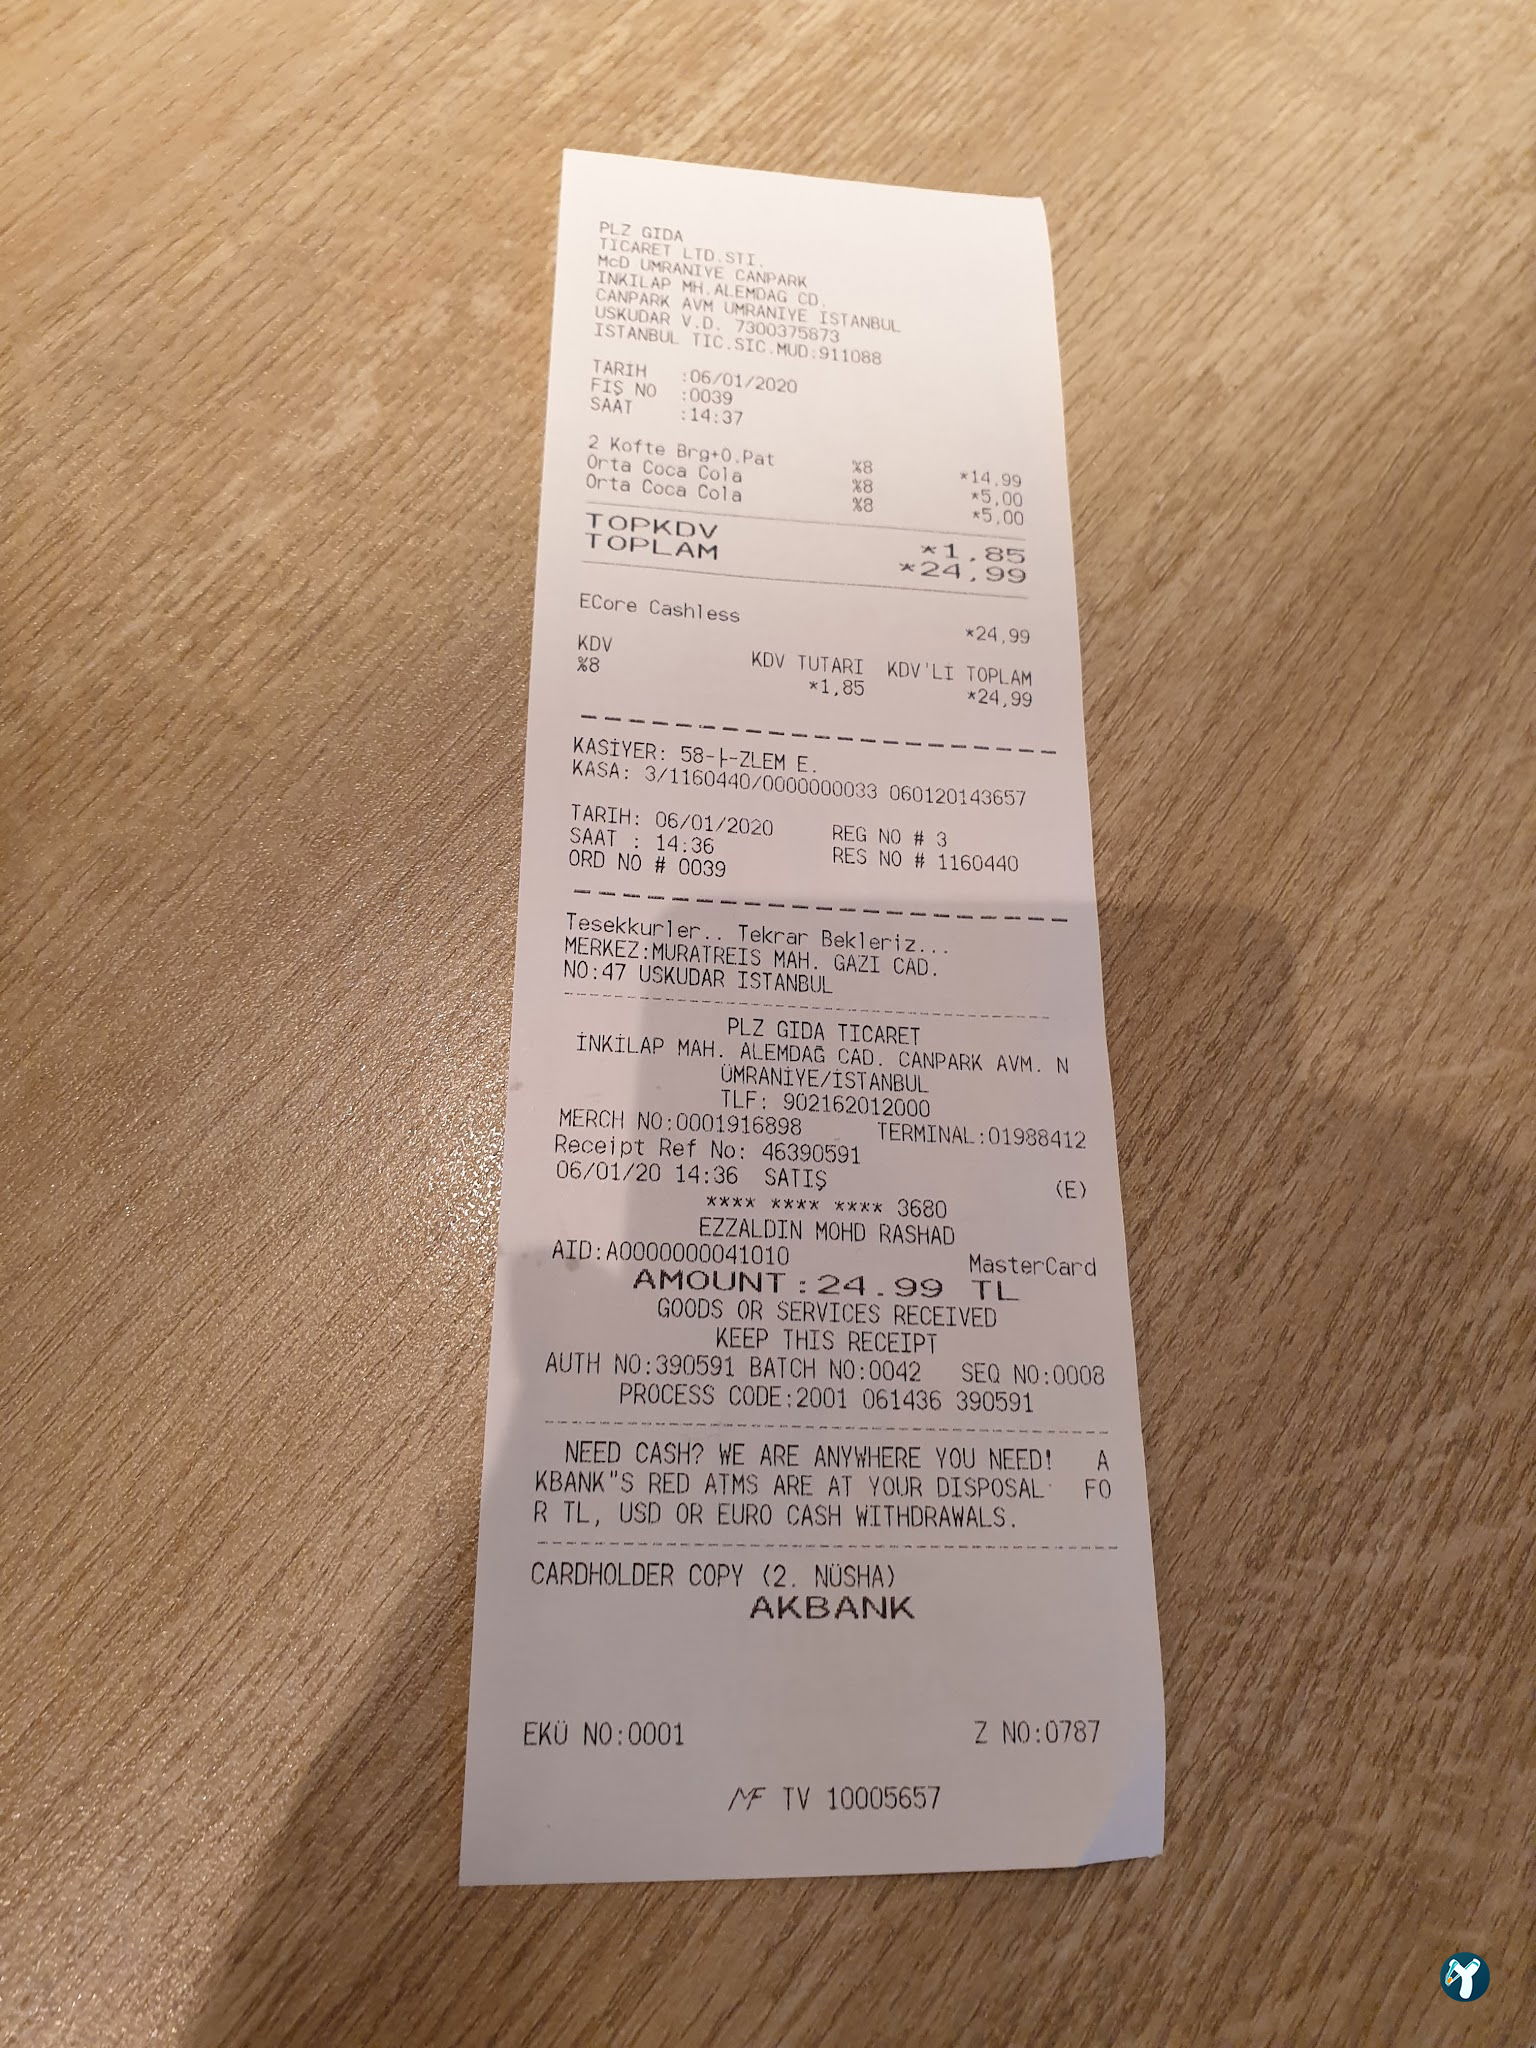 PLZ GIDA
TICARET LTD.STI.
McD UMRANIYE CANPARK
INKILAP MH.ALEMDAG CD.
CANPARK AVM UMRANIYE ISTANBUL
USKUDAR V.D. 7300375873
ISTANBUL TIC.SIC.MUD:911088
TARİH :06/01/2020
FİŞ NO :0039
SAAT :14:37
2 Kofte Brg+O.Pat %8 *14,99
Orta Coca Cola %8 *5,00
Orta Coca Cola %8 *5,00
TOPKDV *1,85
TOPLAM *24,99
ECore Cashless *24,99
KDV KDV TUTARI KDV'Lİ TOPLAM
%8 *1,85 *24,99
KASİYER: 58-├-ZLEM E.
KASA: 3/1160440/0000000033 060120143657
TARIH: 06/01/2020 REG NO # 3
SAAT : 14:36 RES NO # 1160440
ORD NO # 0039
Tesekkurler.. Tekrar Bekleriz...
MERKEZ:MURATREIS MAH. GAZI CAD.
NO:47 USKUDAR ISTANBUL
PLZ GIDA TICARET
İNKİLAP MAH. ALEMDAĞ CAD. CANPARK AVM. N
ÜMRANİYE/İSTANBUL
TLF: 902162012000
MERCH NO:0001916898 TERMINAL:01988412
Receipt Ref No: 46390591
06/01/20 14:36 SATIŞ (E)
**** **** **** 3680
EZZALDIN MOHD RASHAD
AID:A0000000041010 MasterCard
AMOUNT :24.99 TL
GOODS OR SERVICES RECEIVED
KEEP THIS RECEIPT
AUTH NO:390591 BATCH NO:0042 SEQ NO:0008
PROCESS CODE:2001 061436 390591
NEED CASH? WE ARE ANYWHERE YOU NEED! A
KBANK"S RED ATMS ARE AT YOUR DISPOSAL FO
R TL, USD OR EURO CASH WITHDRAWALS.
CARDHOLDER COPY (2. NÜSHA)
AKBANK
EKÜ NO:0001 Z NO:0787
MF TV 10005657